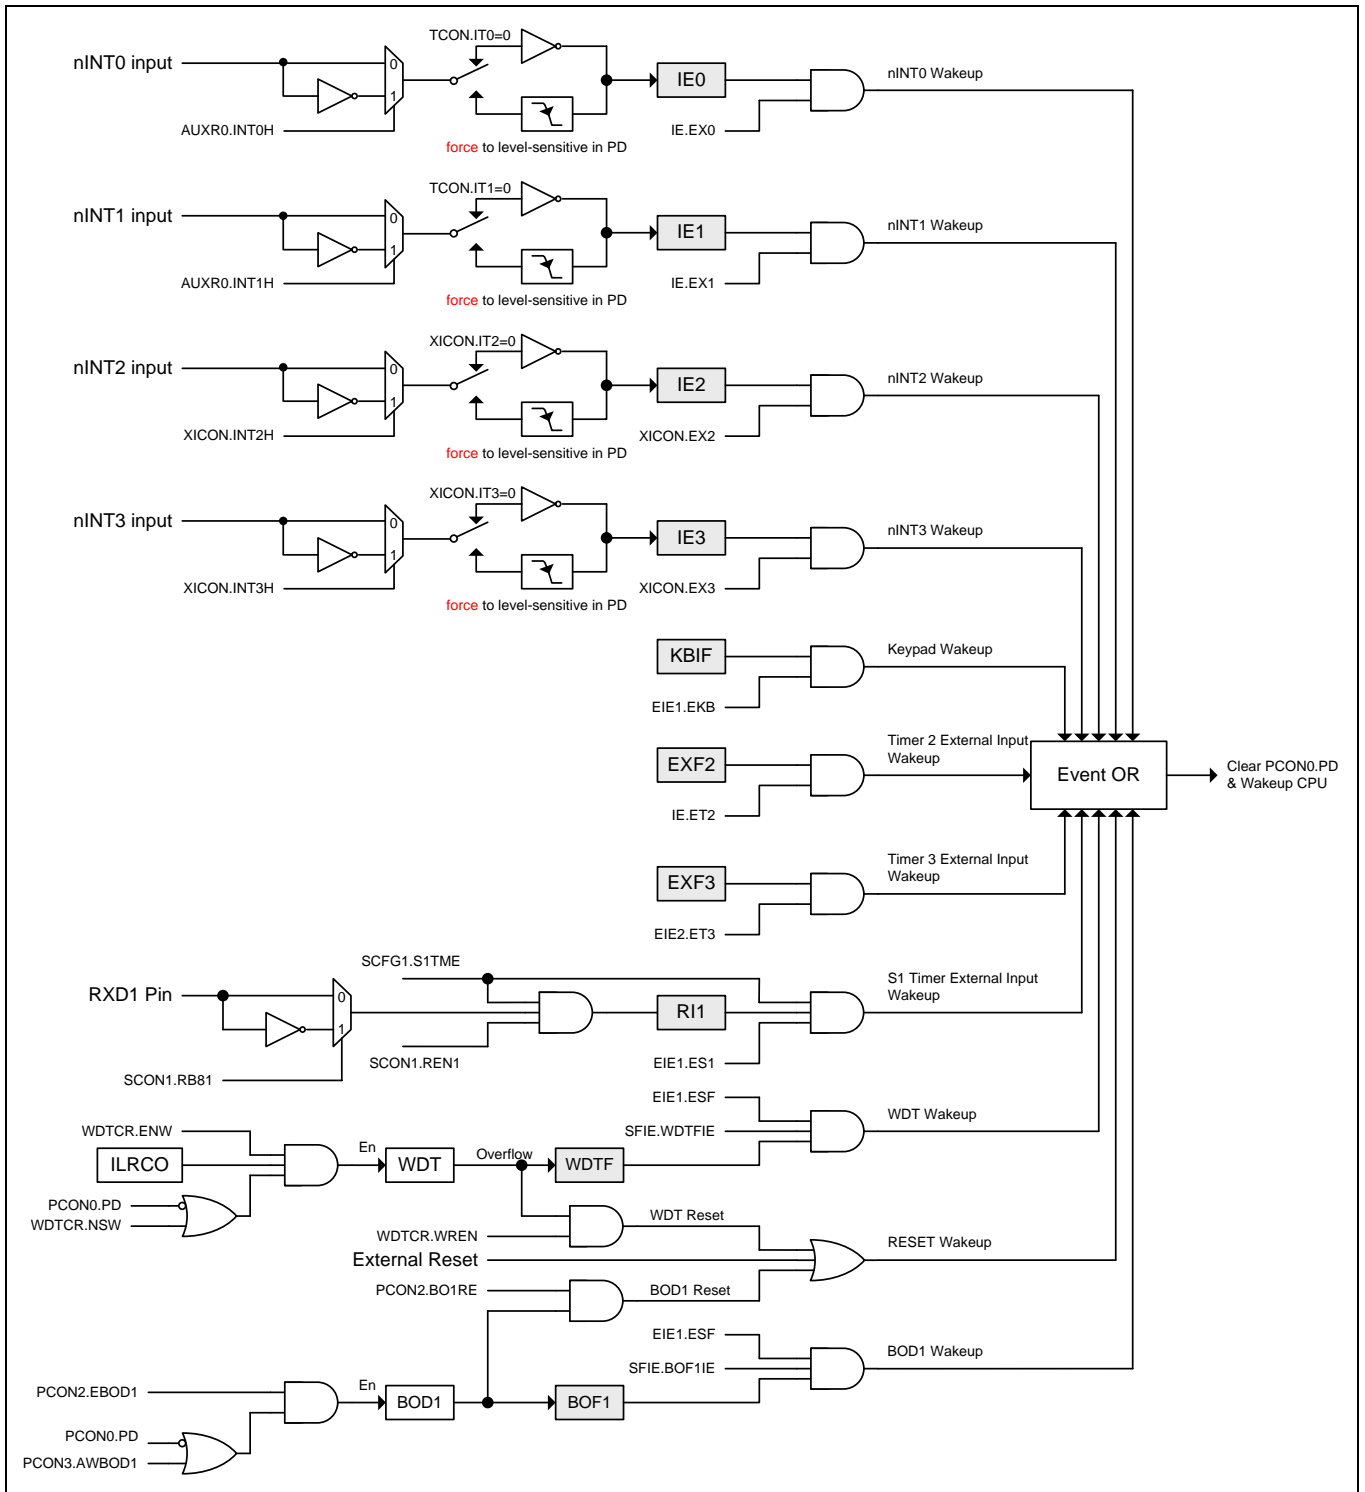 TCON.IT0=0
nINT0 input
0
1
IE0
nINT0 Wakeup
AUXR0.INT0H
IE.EX0
force to level-sensitive in PD
TCON.IT1=0
nINT1 input
0
1
IE1
nINT1 Wakeup
AUXR0.INT1H
IE.EX1
force to level-sensitive in PD
XICON.IT2=0
nINT2 input
0
1
IE2
nINT2 Wakeup
XICON.INT2H
XICON.EX2
force to level-sensitive in PD
XICON.IT3=0
nINT3 input
0
1
IE3
nINT3 Wakeup
XICON.INT3H
XICON.EX3
force to level-sensitive in PD
KBIF
Keypad Wakeup
EIE1.EKB
EXF2
Timer 2 External Input
Wakeup
IE.ET2
Event OR
Clear PCON0.PD
& Wakeup CPU
EXF3
Timer 3 External Input
Wakeup
EIE2.ET3
SCFG1.S1TME
RXD1 Pin
0
1
RI1
S1 Timer External Input
Wakeup
SCON1.REN1
EIE1.ES1
SCON1.RB81
EIE1.ESF
WDTCR.ENW
SFIE.WDTFIE
WDT Wakeup
ILRCO
En
WDT
Overflow
WDTF
PCON0.PD
WDTCR.NSW
WDT Reset
WDTCR.WREN
External Reset
RESET Wakeup
PCON2.BO1RE
BOD1 Reset
EIE1.ESF
SFIE.BOF1IE
BOD1 Wakeup
PCON2.EBOD1
En
BOD1
BOF1
PCON0.PD
PCON3.AWBOD1